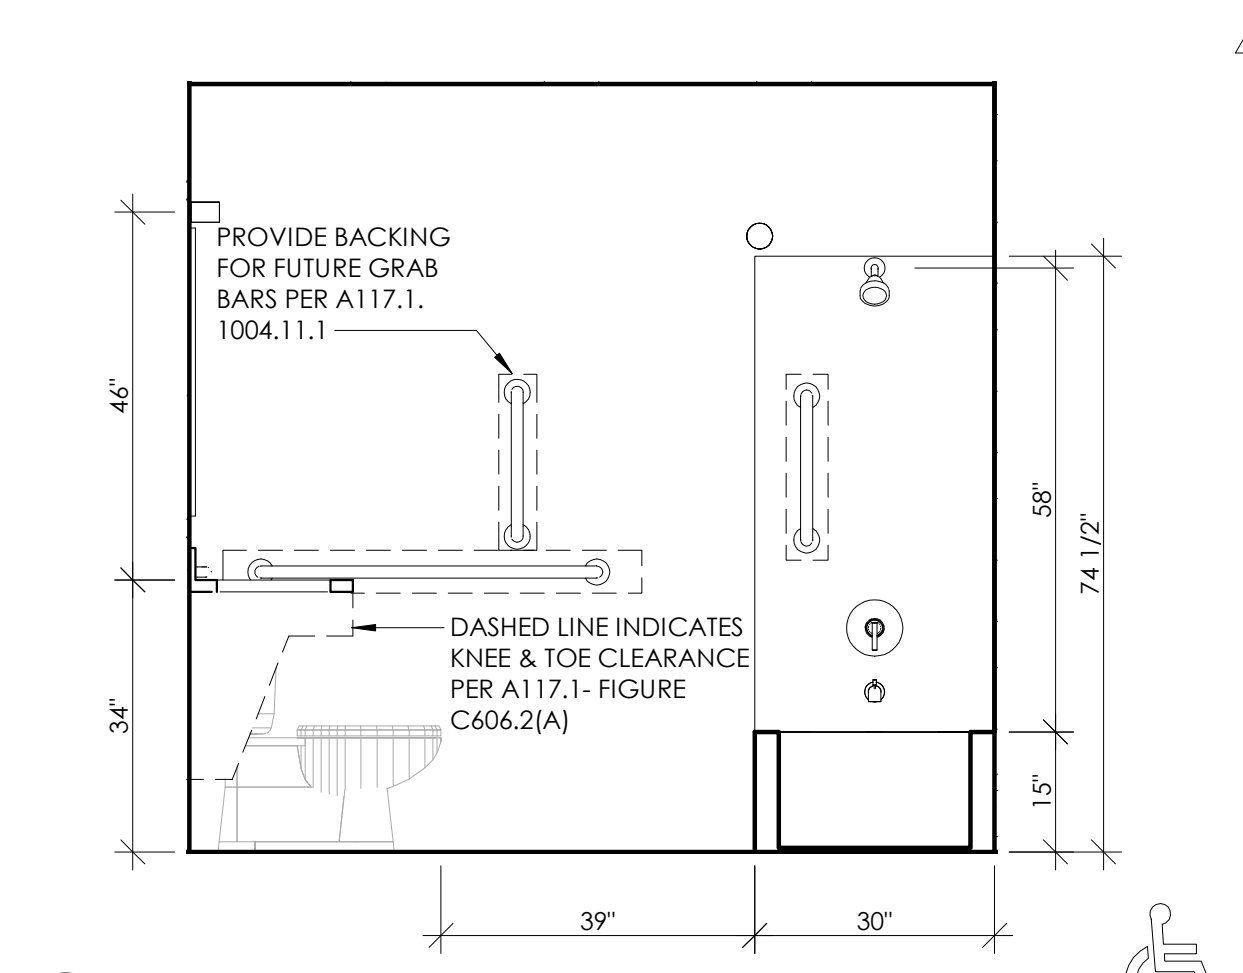 PROVIDE BACKING
FOR FUTURE GRAB
BARS PER A117.1.
1004.11.1
46"
58"
74 1/2"
DASHED LINE INDICATES
KNEE & TOE CLEARANCE
PER A117.1- FIGURE
C606.2(A)
34"
15"
39"
30"